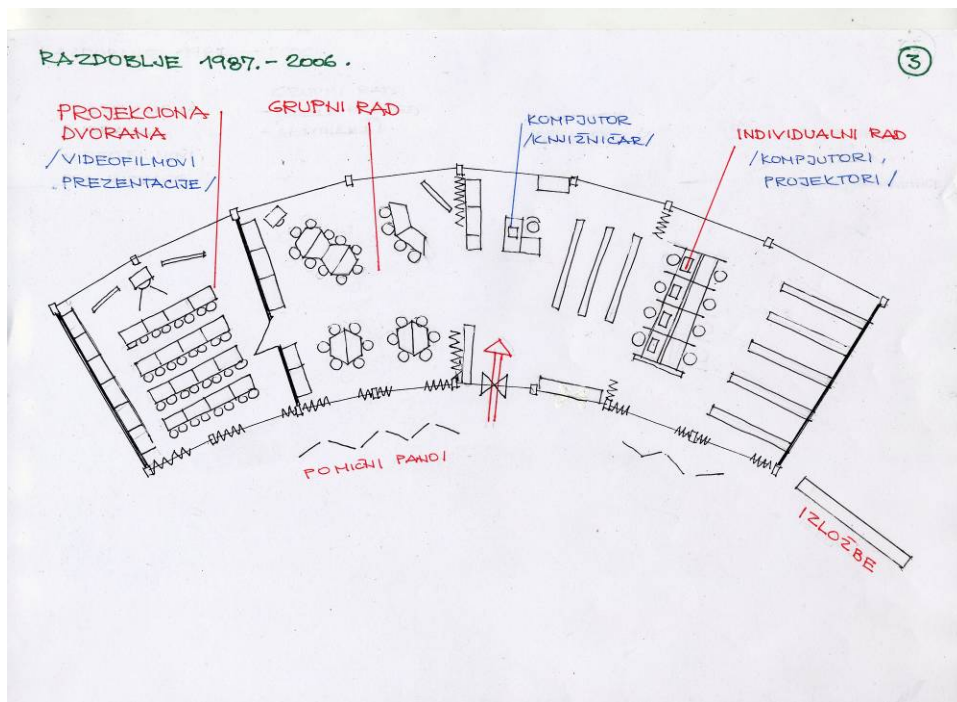 RAZDOBLJE 1987.-2006.
3
PROJEKCIONA
DVORANA
/VIDEOFILMOVI
PREZENTACIJE/
GRUPNI RAD
KOMPJUTOR
/KNJIŽNIČAR/
INDIVIDUALNI RAD
/KOMPJUTORI,
PROJEKTORI/
POMIČNI PANOI
IZLOŽBE